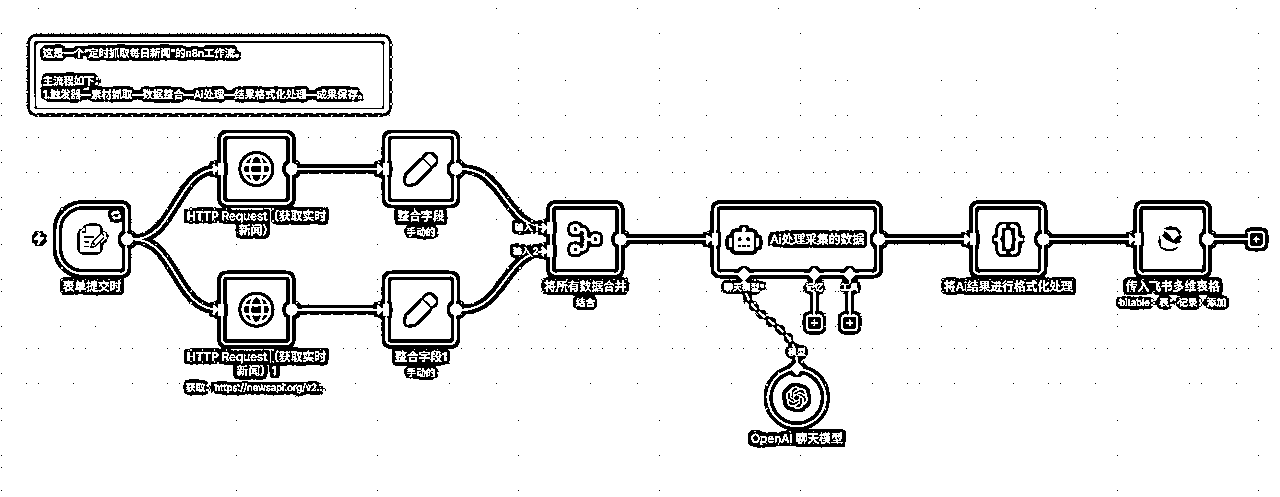 这是一个“定时抓取每日新闻”的n8n工作流。
主流程如下：
1.触发器—素材抓取—数据整合—AI处理—结果格式化处理—成果保存。
HTTP Request（获取实时
新闻）
整合字段
手动的
表单提交时
输入1
输入2
将所有数据合并
结合
AI处理采集的数据
聊天模型*
记忆
工具
将AI结果进行格式化处理
传入飞书多维表格
bitable：表：记录：添加
HTTP Request（获取实时
新闻）1
获取：https://newsapi.org/v2...
整合字段1
手动的
模型
OpenAI 聊天模型